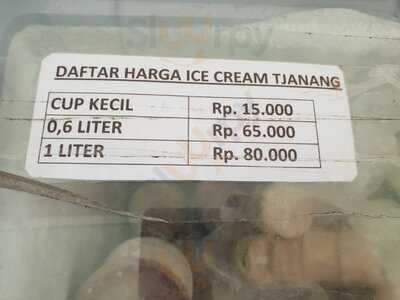 Sluurpy
DAFTAR HARGA ICE CREAM TJANANG
CUP KECIL Rp. 15.000
0,6 LITER Rp. 65.000
1 LITER Rp. 80.000